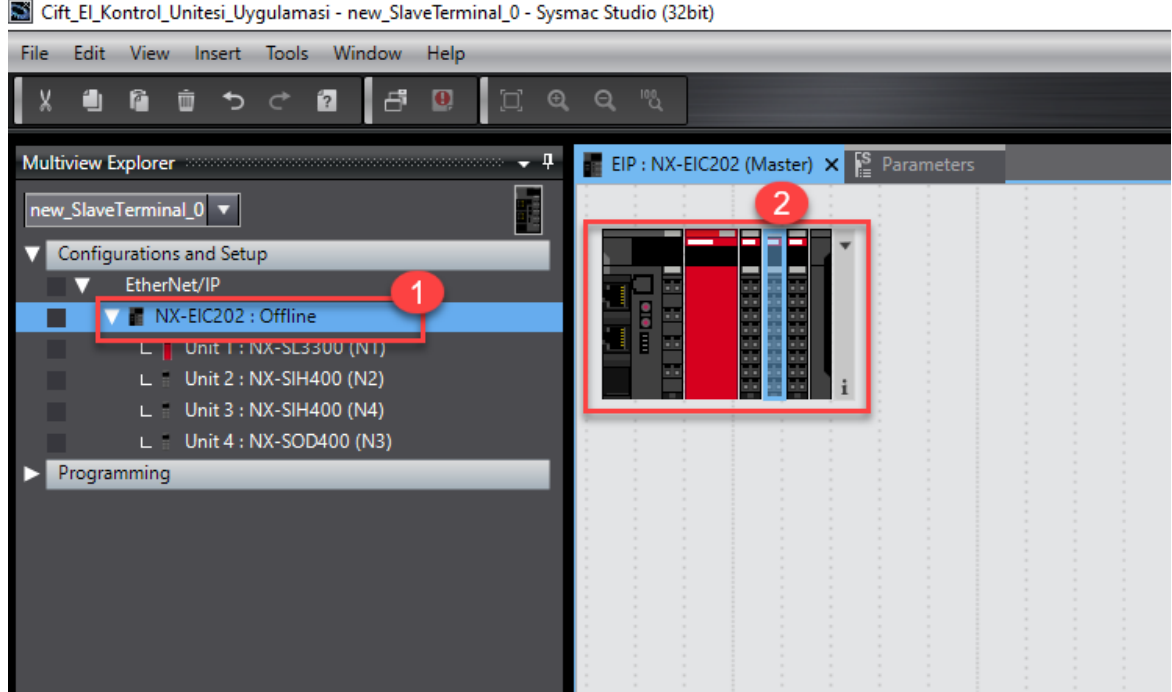 Cift_El_Kontrol_Unitesi_Uygulamasi - new_SlaveTerminal_0 - Sysmac Studio (32bit)
File Edit View Insert Tools Window Help
100
Multiview Explorer
EIP : NX-EIC202 (Master)
Parameters
new_SlaveTerminal_0
2
Configurations and Setup
EtherNet/IP
1
NX-EIC202 : Offline
Unit 1 : NX-SL3300 (N1)
Unit 2 : NX-SIH400 (N2)
i
Unit 3 : NX-SIH400 (N4)
Unit 4 : NX-SOD400 (N3)
Programming